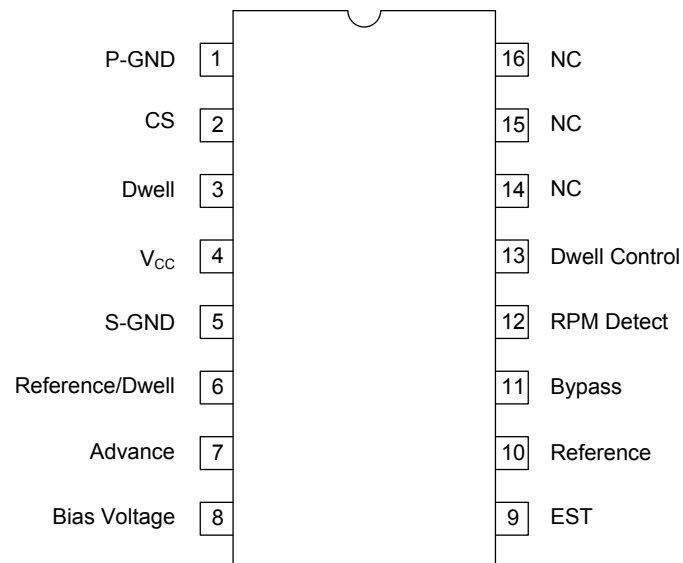 P-GND 1 16 NC
CS 2 15 NC
Dwell 3 14 NC
V_CC 4 13 Dwell Control
S-GND 5 12 RPM Detect
Reference/Dwell 6 11 Bypass
Advance 7 10 Reference
Bias Voltage 8 9 EST